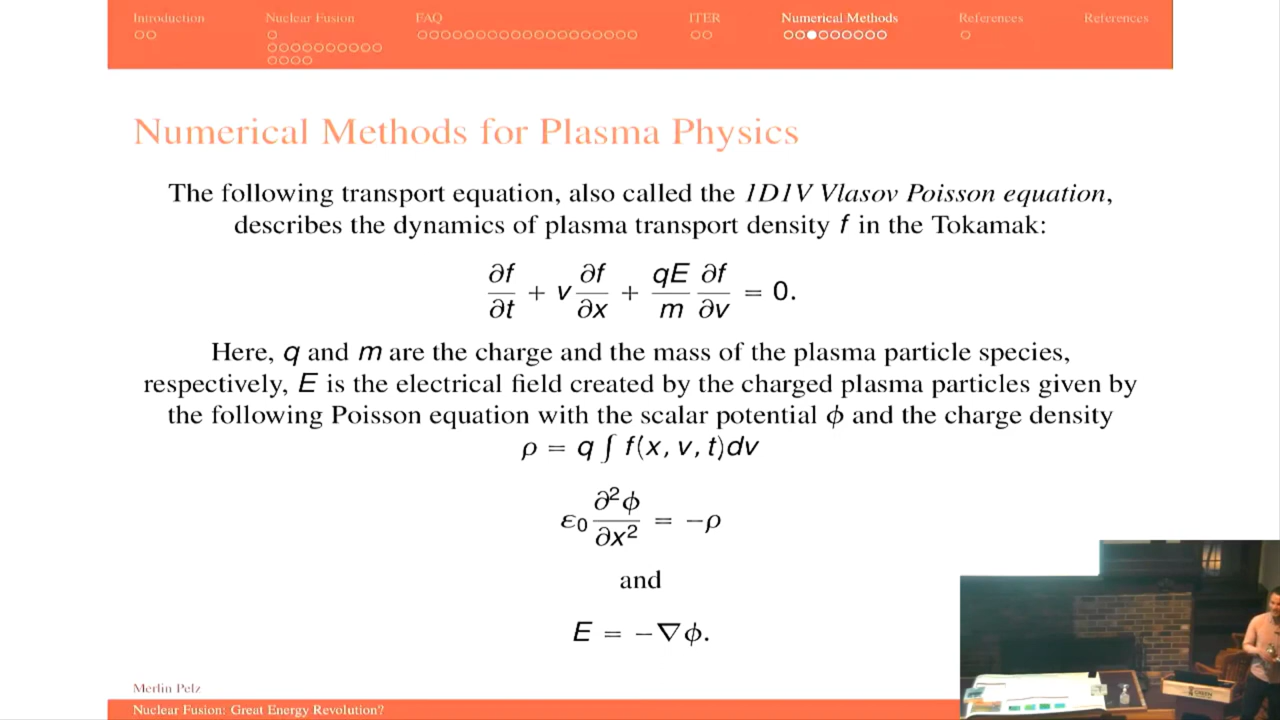 Introduction Nuclear Fusion FAQ ITER Numerical Methods References References
Numerical Methods for Plasma Physics
The following transport equation, also called the 1D1V Vlasov Poisson equation,
describes the dynamics of plasma transport density f in the Tokamak:
∂f/∂t + v ∂f/∂x + qE/m ∂f/∂v = 0.
Here, q and m are the charge and the mass of the plasma particle species,
respectively, E is the electrical field created by the charged plasma particles given by
the following Poisson equation with the scalar potential ϕ and the charge density
ρ = q ∫ f(x, v, t)dv
ε₀ ∂²ϕ/∂x² = −ρ
and
E = −∇ϕ.
Merlin Pelz
Nuclear Fusion: Great Energy Revolution?